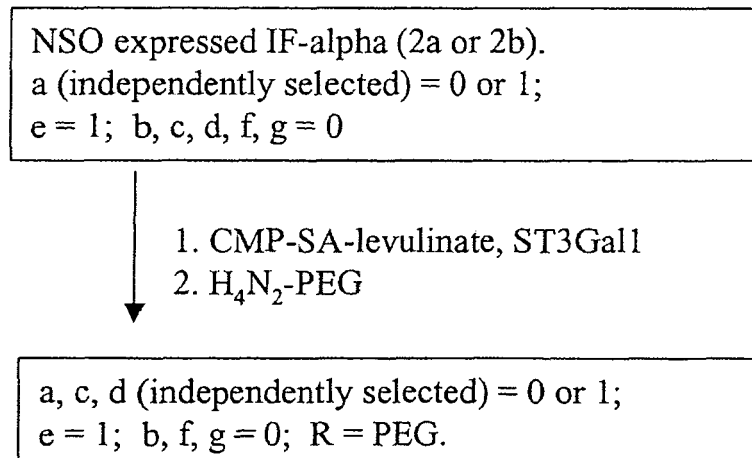 NSO expressed IF-alpha (2a or 2b).
a (independently selected) = 0 or 1;
e = 1; b, c, d, f, g = 0
1. CMP-SA-levulinate, ST3Gal1
2. H₄N₂-PEG
a, c, d (independently selected) = 0 or 1;
e = 1; b, f, g = 0; R = PEG.